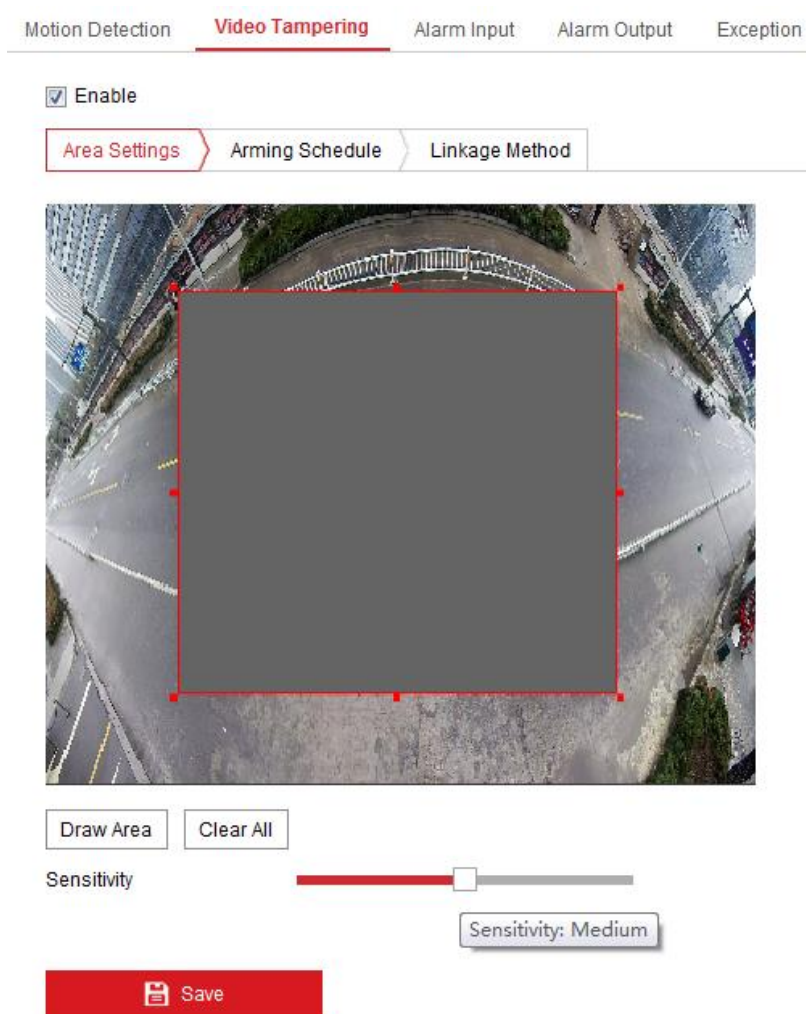 Motion Detection Video Tampering Alarm Input Alarm Output Exception
Enable
Area Settings Arming Schedule Linkage Method
Draw Area Clear All
Sensitivity
Sensitivity: Medium
Save